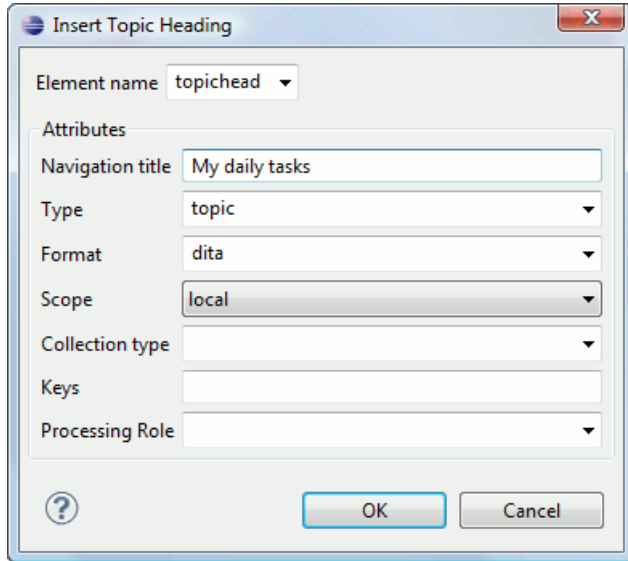 Insert Topic Heading
Element name topichead
Attributes
Navigation title My daily tasks
Type topic
Format dita
Scope local
Collection type
Keys
Processing Role
? OK Cancel